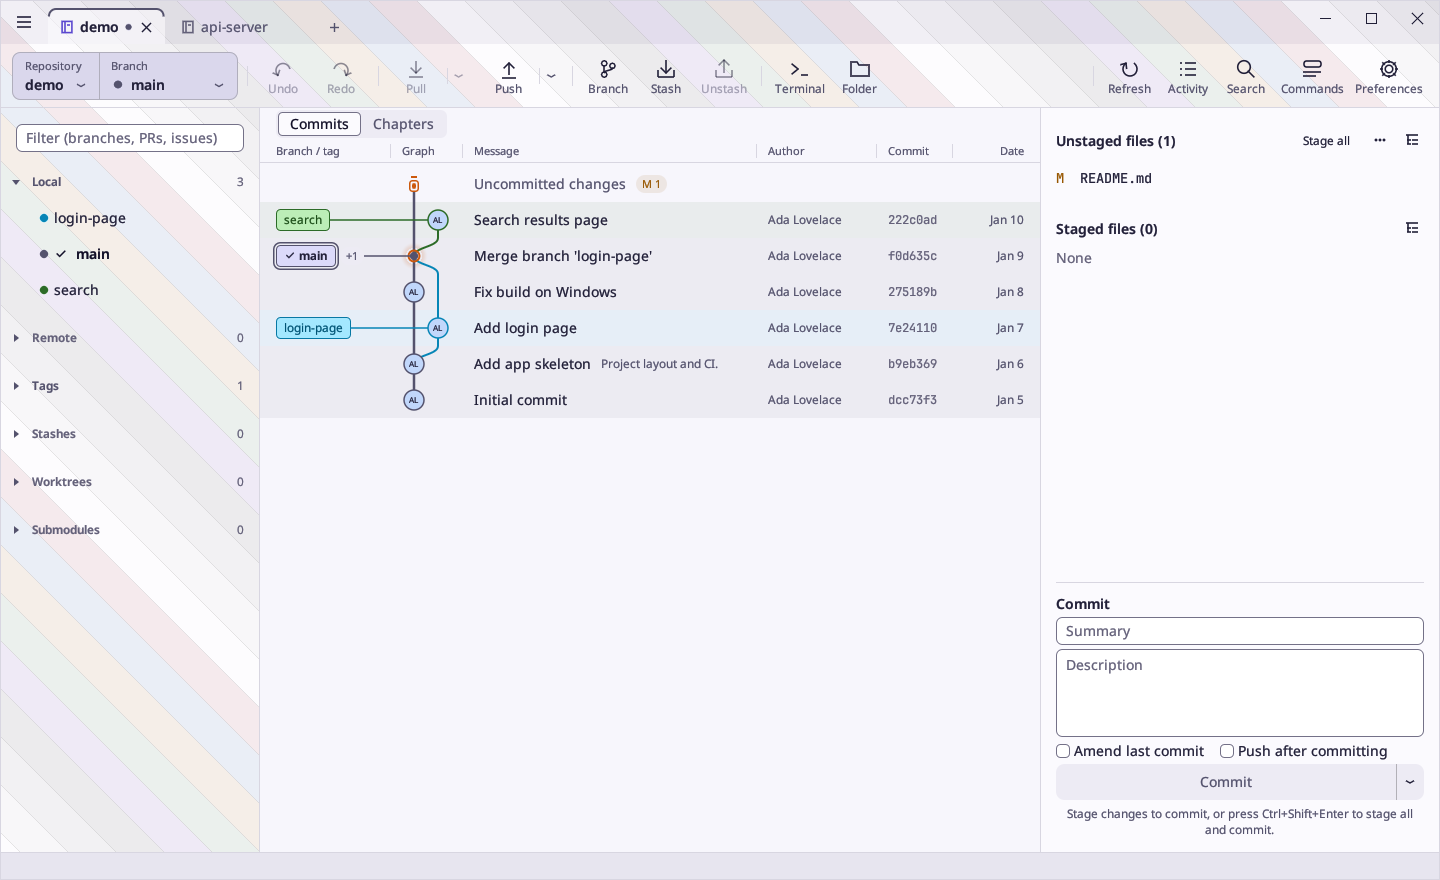 demo
api-server
Repository
demo
Branch
main
Undo
Redo
Pull
Push
Branch
Stash
Unstash
Terminal
Folder
Refresh
Activity
Search
Commands
Preferences
Filter (branches, PRs, issues)
Local 3
login-page
main
search
Remote 0
Tags 1
Stashes 0
Worktrees 0
Submodules 0
Commits Chapters
Branch / tag Graph Message Author Commit Date
Uncommitted changes M 1
search AL Search results page Ada Lovelace 222c0ad Jan 10
main +1 Merge branch 'login-page' Ada Lovelace f0d635c Jan 9
AL Fix build on Windows Ada Lovelace 275189b Jan 8
login-page AL Add login page Ada Lovelace 7e24110 Jan 7
AL Add app skeleton Project layout and CI. Ada Lovelace b9eb369 Jan 6
AL Initial commit Ada Lovelace dcc73f3 Jan 5
Unstaged files (1) Stage all
M README.md
Staged files (0)
None
Commit
Summary
Description
Amend last commit Push after committing
Commit
Stage changes to commit, or press Ctrl+Shift+Enter to stage all
and commit.